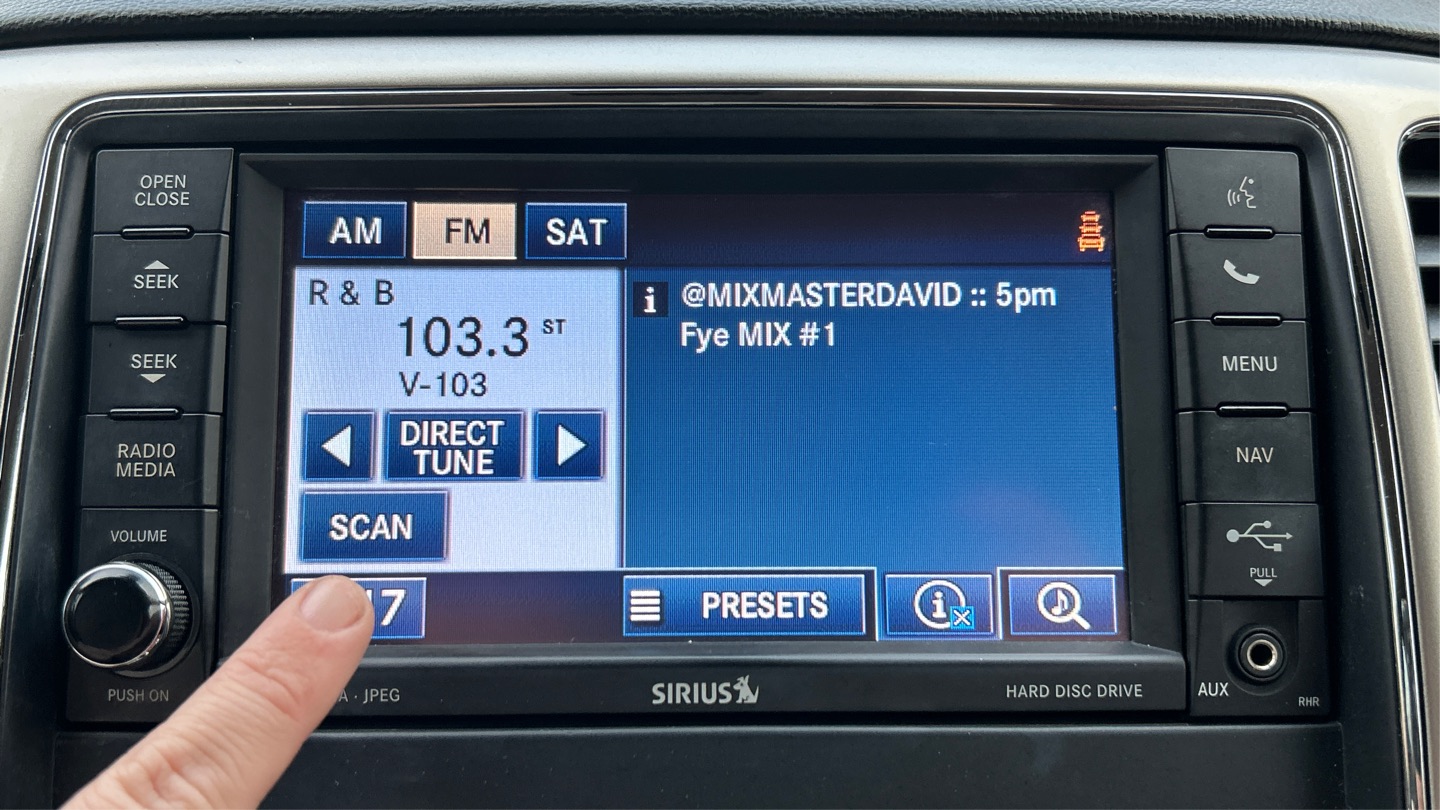 OPEN
CLOSE
SEEK
SEEK
RADIO
MEDIA
VOLUME
PUSH ON
AM FM SAT
R & B
103.3 ST
V-103
DIRECT
TUNE
SCAN
i @MIXMASTERDAVID :: 5pm
Fye MIX #1
PRESETS
i
JPEG
SIRIUS
HARD DISC DRIVE
MENU
NAV
PULL
AUX
RHR